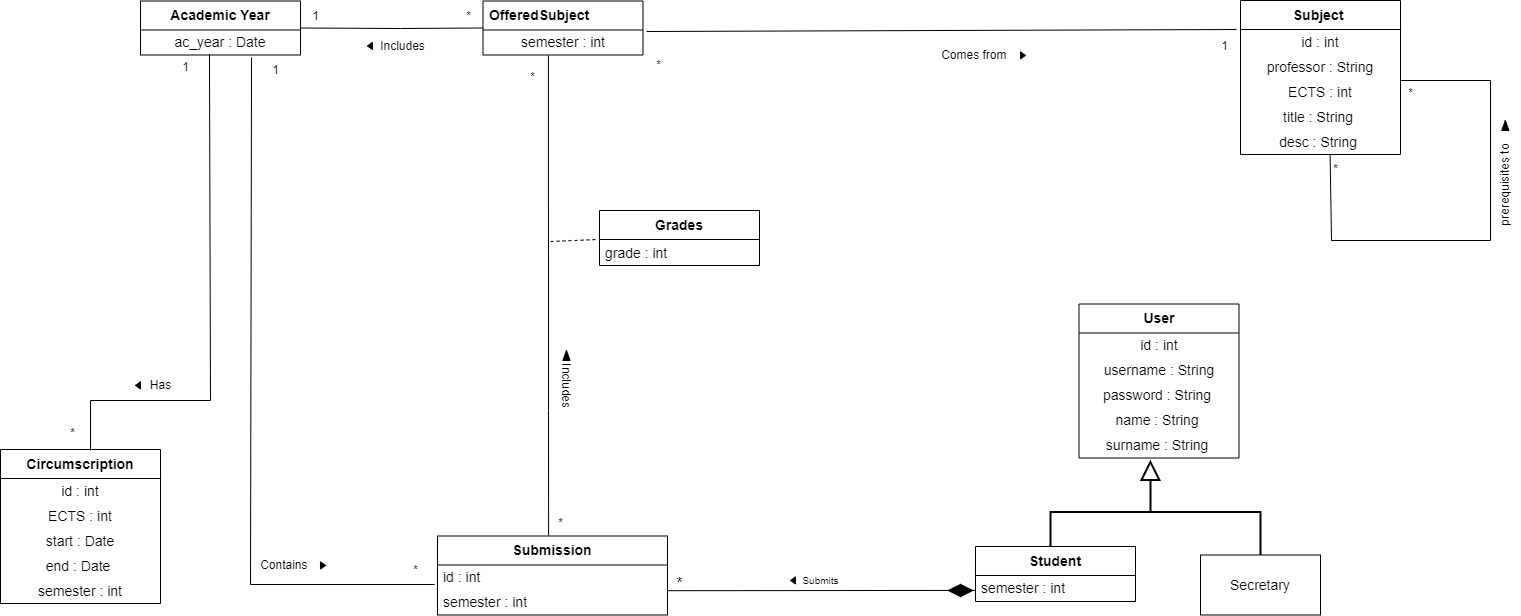 Academic Year
ac_year : Date
1
*
◄ Includes
OfferedSubject
semester : int
*
*
Comes from ►
1
Subject
id : int
professor : String
ECTS : int
title : String
desc : String
*
*
prerequisites to ►
1
1
Grades
grade : int
Includes ►
◄ Has
*
Circumscription
id : int
ECTS : int
start : Date
end : Date
semester : int
Contains ►
*
*
Submission
id : int
semester : int
*
◄ Submits
User
id : int
username : String
password : String
name : String
surname : String
Student
semester : int
Secretary